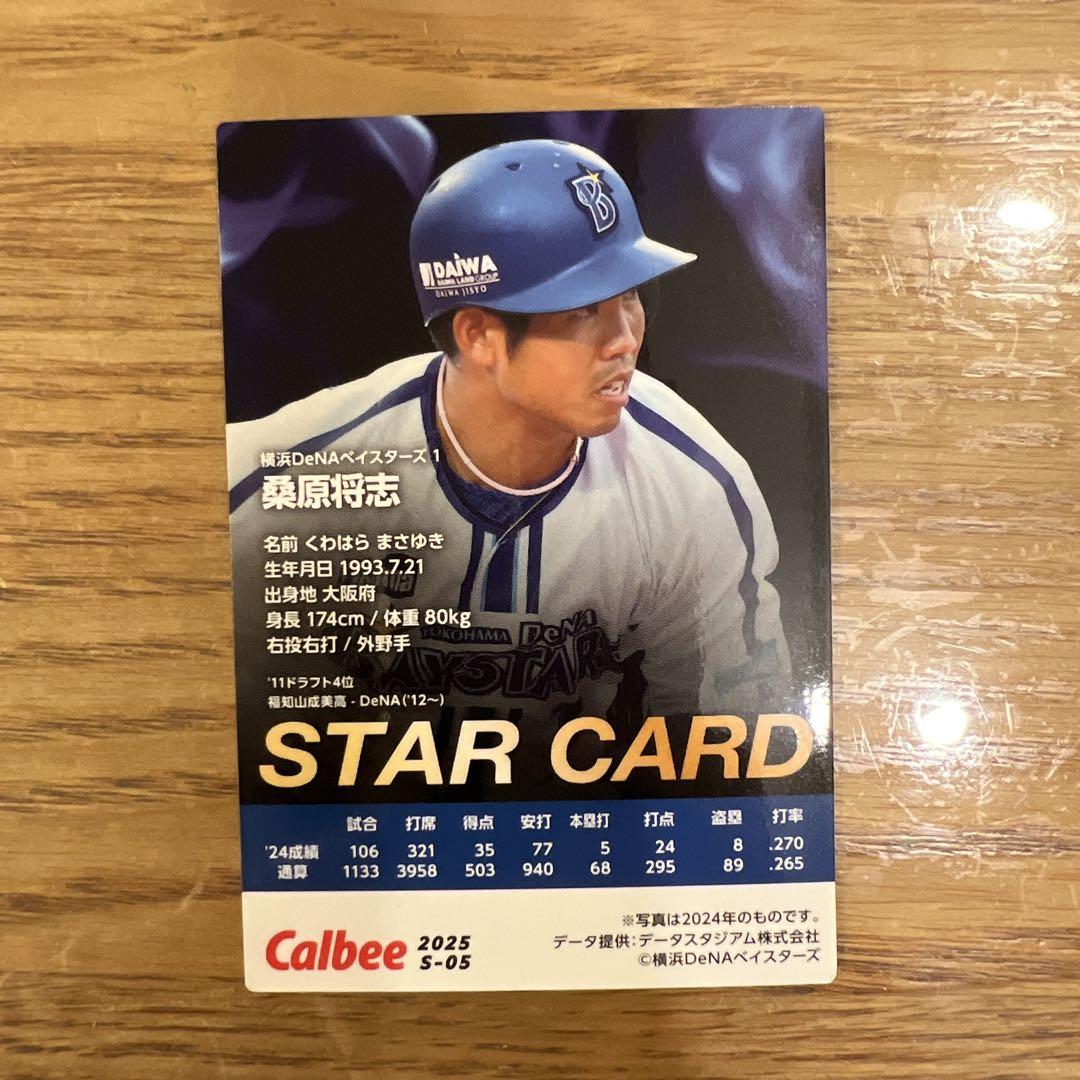 B
DAIWA
DAIWA LAND GROUP
DAIWA JISYO
横浜DeNAベイスターズ 1
桑原将志
名前 くわはら まさゆき
生年月日 1993.7.21
出身地 大阪府
身長 174cm / 体重 80kg
右投右打 / 外野手
YOKOHAMA DeNA
BAYSTAR
'11ドラフト4位
福知山成美高 - DeNA('12～)
STAR CARD
試合 打席 得点 安打 本塁打 打点 盗塁 打率
'24成績 106 321 35 77 5 24 8 .270
通算 1133 3958 503 940 68 295 89 .265
※写真は2024年のものです。
Calbee 2025
S-05
データ提供：データスタジアム株式会社
©横浜DeNAベイスターズ